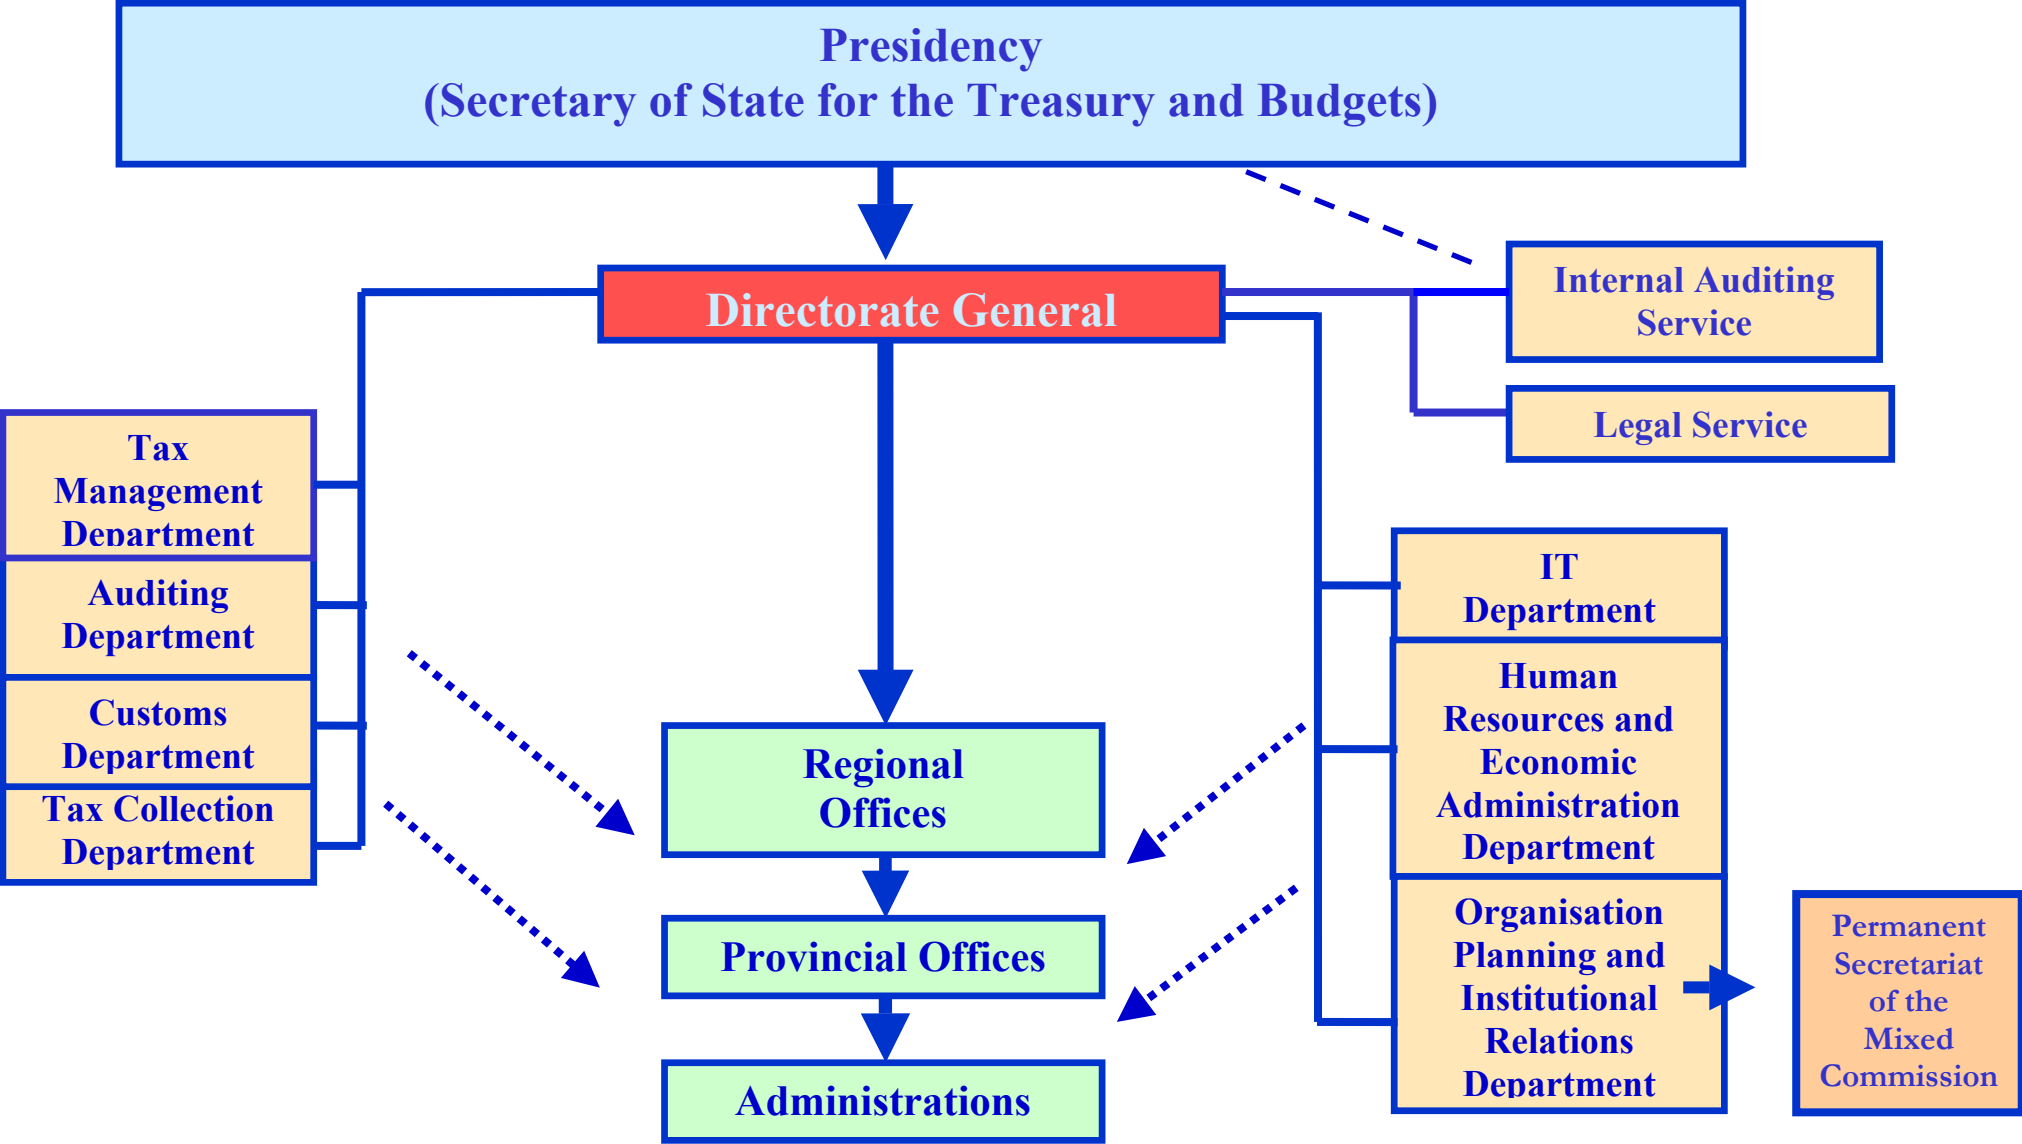 Presidency
(Secretary of State for the Treasury and Budgets)
Directorate General
Internal Auditing
Service
Legal Service
Tax
Management
Department
Auditing
Department
Customs
Department
Tax Collection
Department
IT
Department
Human
Resources and
Economic
Administration
Department
Organisation
Planning and
Institutional
Relations
Department
Permanent
Secretariat
of the
Mixed
Commission
Regional
Offices
Provincial Offices
Administrations